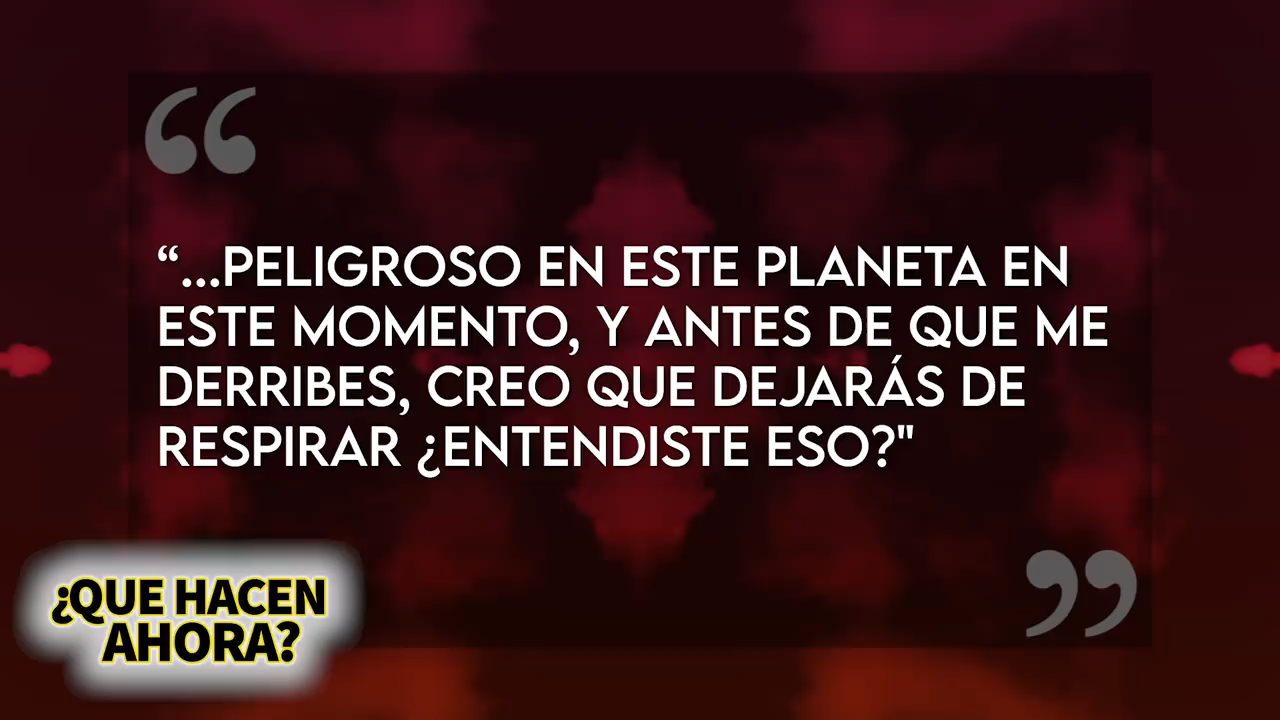 “...PELIGROSO EN ESTE PLANETA EN
ESTE MOMENTO, Y ANTES DE QUE ME
DERRIBES, CREO QUE DEJARÁS DE
RESPIRAR ¿ENTENDISTE ESO?"
¿QUE HACEN
AHORA?